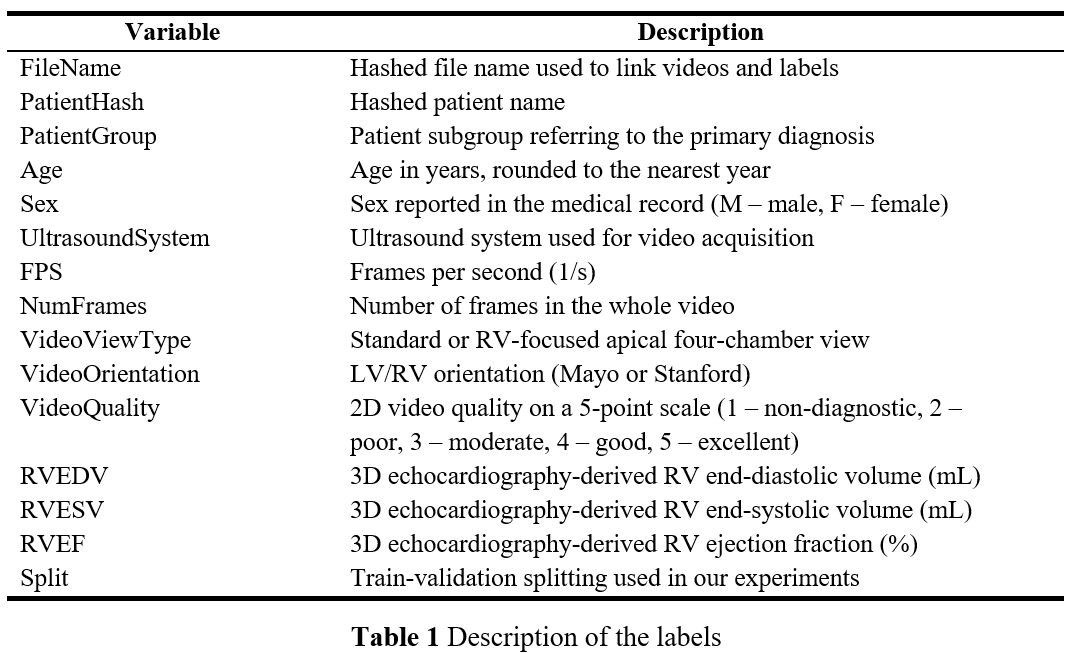 Variable Description
FileName Hashed file name used to link videos and labels
PatientHash Hashed patient name
PatientGroup Patient subgroup referring to the primary diagnosis
Age Age in years, rounded to the nearest year
Sex Sex reported in the medical record (M – male, F – female)
UltrasoundSystem Ultrasound system used for video acquisition
FPS Frames per second (1/s)
NumFrames Number of frames in the whole video
VideoViewType Standard or RV-focused apical four-chamber view
VideoOrientation LV/RV orientation (Mayo or Stanford)
VideoQuality 2D video quality on a 5-point scale (1 – non-diagnostic, 2 –
poor, 3 – moderate, 4 – good, 5 – excellent)
RVEDV 3D echocardiography-derived RV end-diastolic volume (mL)
RVESV 3D echocardiography-derived RV end-systolic volume (mL)
RVEF 3D echocardiography-derived RV ejection fraction (%)
Split Train-validation splitting used in our experiments
Table 1 Description of the labels